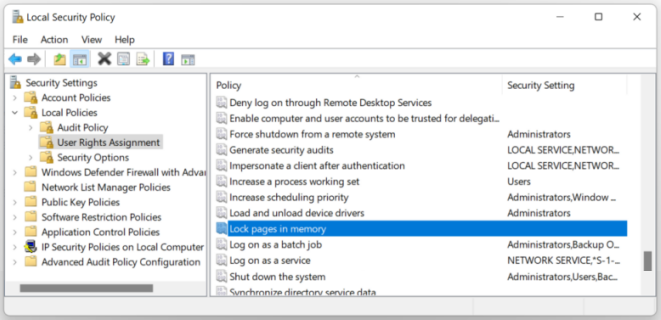 Local Security Policy
File Action View Help
Security Settings
Account Policies
Local Policies
Audit Policy
User Rights Assignment
Security Options
Windows Defender Firewall with Adva
Network List Manager Policies
Public Key Policies
Software Restriction Policies
Application Control Policies
IP Security Policies on Local Computer
Advanced Audit Policy Configuration
Policy Security Setting
Deny log on through Remote Desktop Services
Enable computer and user accounts to be trusted for delegati...
Force shutdown from a remote system Administrators
Generate security audits LOCAL SERVICE,NETWOR...
Impersonate a client after authentication LOCAL SERVICE,NETWOR...
Increase a process working set Users
Increase scheduling priority Administrators,Window ...
Load and unload device drivers Administrators
Lock pages in memory
Log on as a batch job Administrators,Backup O...
Log on as a service NETWORK SERVICE,*S-1-...
Shut down the system Administrators,Users,Bac...
Synchronize directory service data